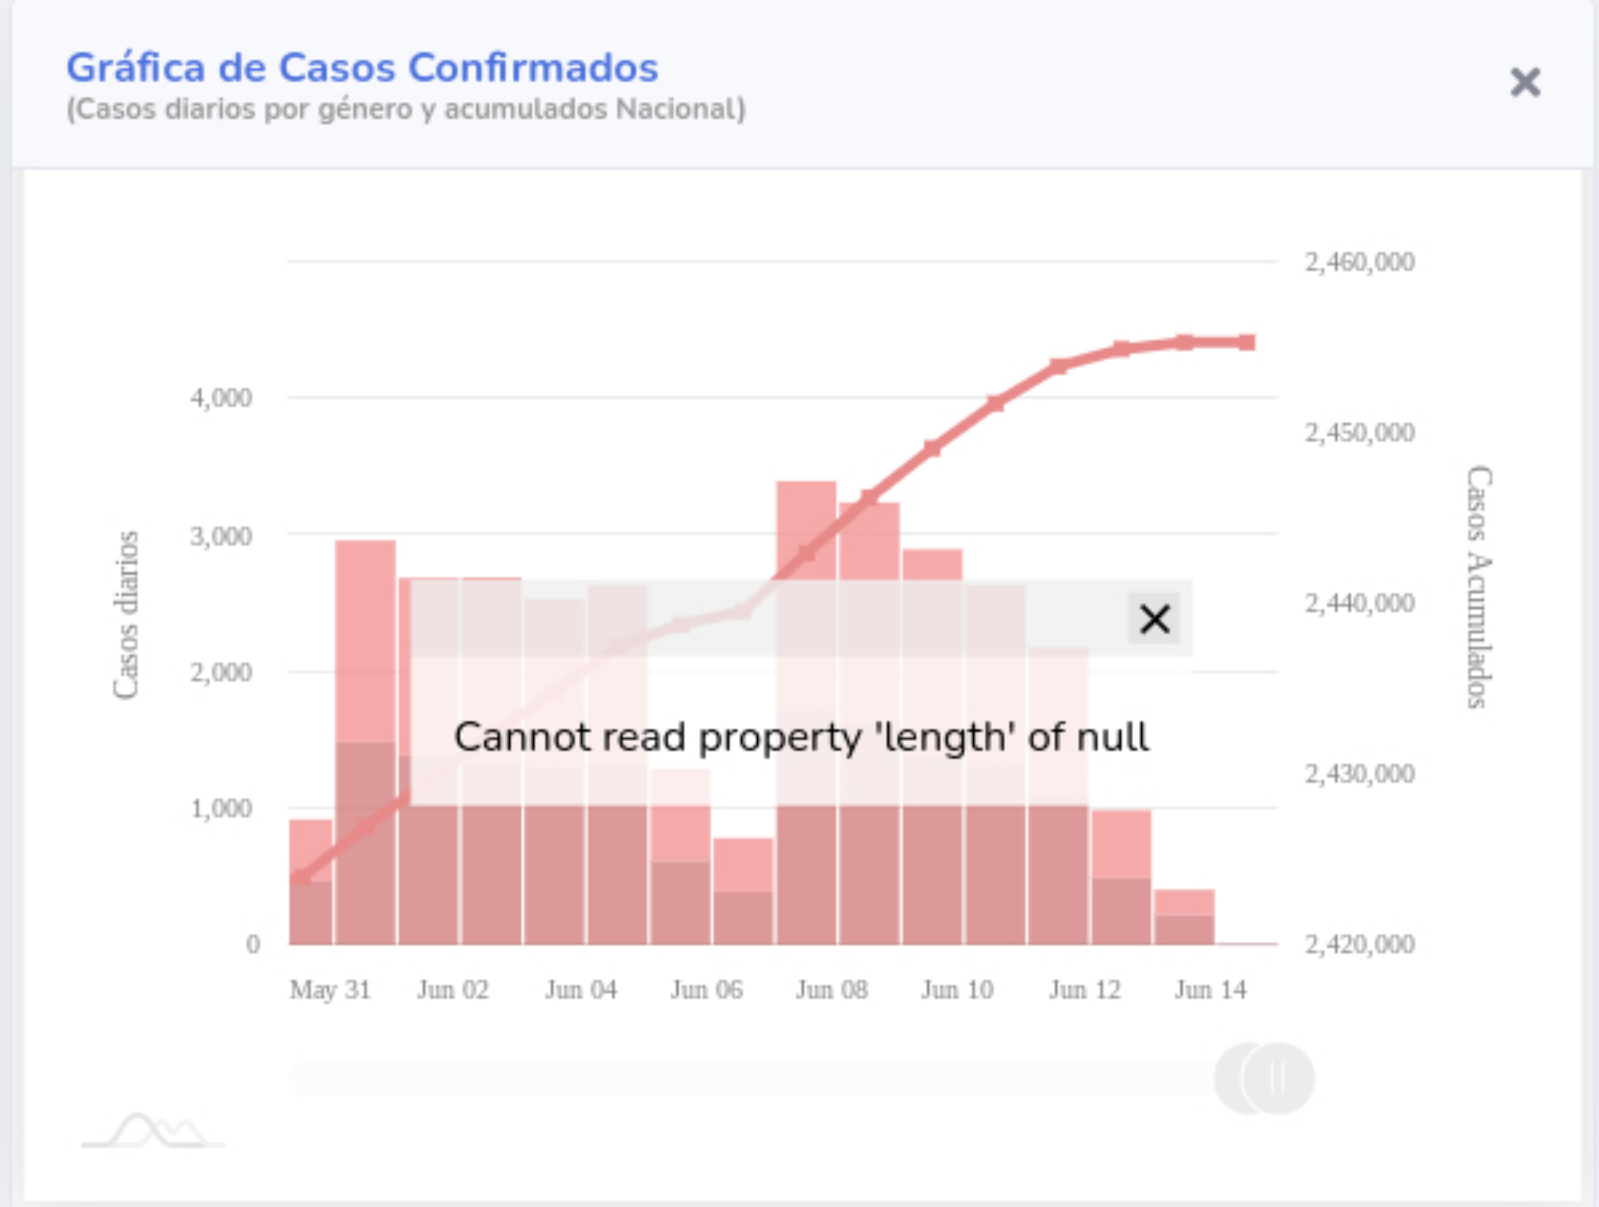 Gráfica de Casos Confirmados
(Casos diarios por género y acumulados Nacional)
2,460,000
4,000
2,450,000
3,000
2,440,000
2,000
2,430,000
1,000
0
2,420,000
Casos diarios
Casos Acumulados
Cannot read property 'length' of null
May 31
Jun 02
Jun 04
Jun 06
Jun 08
Jun 10
Jun 12
Jun 14